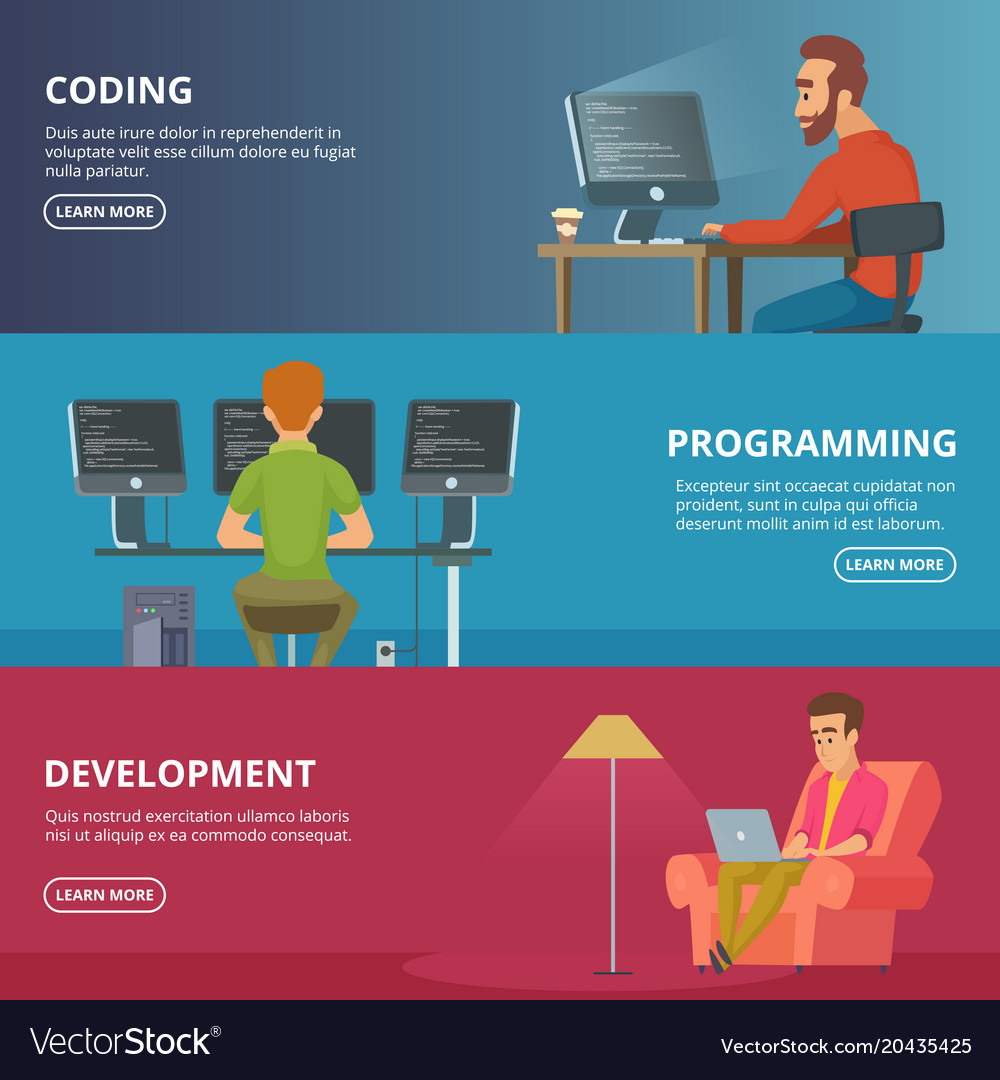 CODING
Duis aute irure dolor in reprehenderit in
voluptate velit esse cillum dolore eu fugiat
nulla pariatur.
LEARN MORE
PROGRAMMING
Excepteur sint occaecat cupidatat non
proident, sunt in culpa qui officia
deserunt mollit anim id est laborum.
LEARN MORE
DEVELOPMENT
Quis nostrud exercitation ullamco laboris
nisi ut aliquip ex ea commodo consequat.
LEARN MORE
VectorStock®
VectorStock.com/20435425